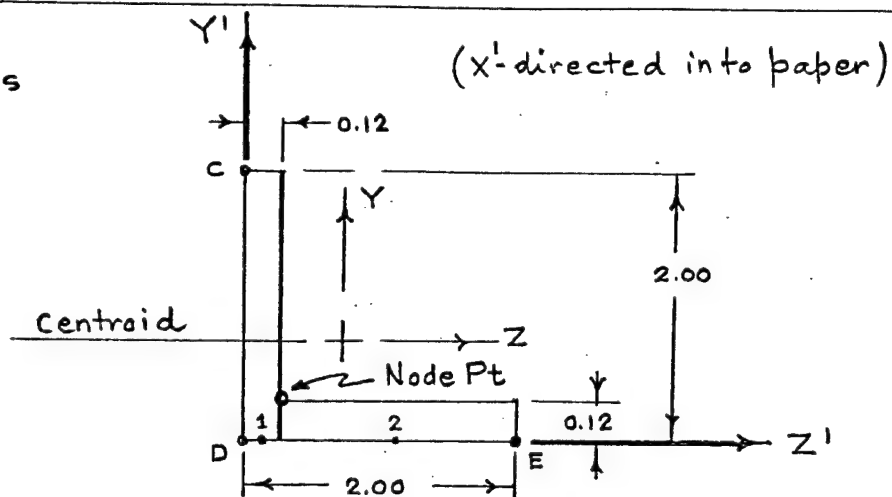 Y'
(X'-directed into paper)
s
0.12
C
Y
2.00
Centroid
Z
Node Pt
1
2
0.12
D
E
Z'
2.00